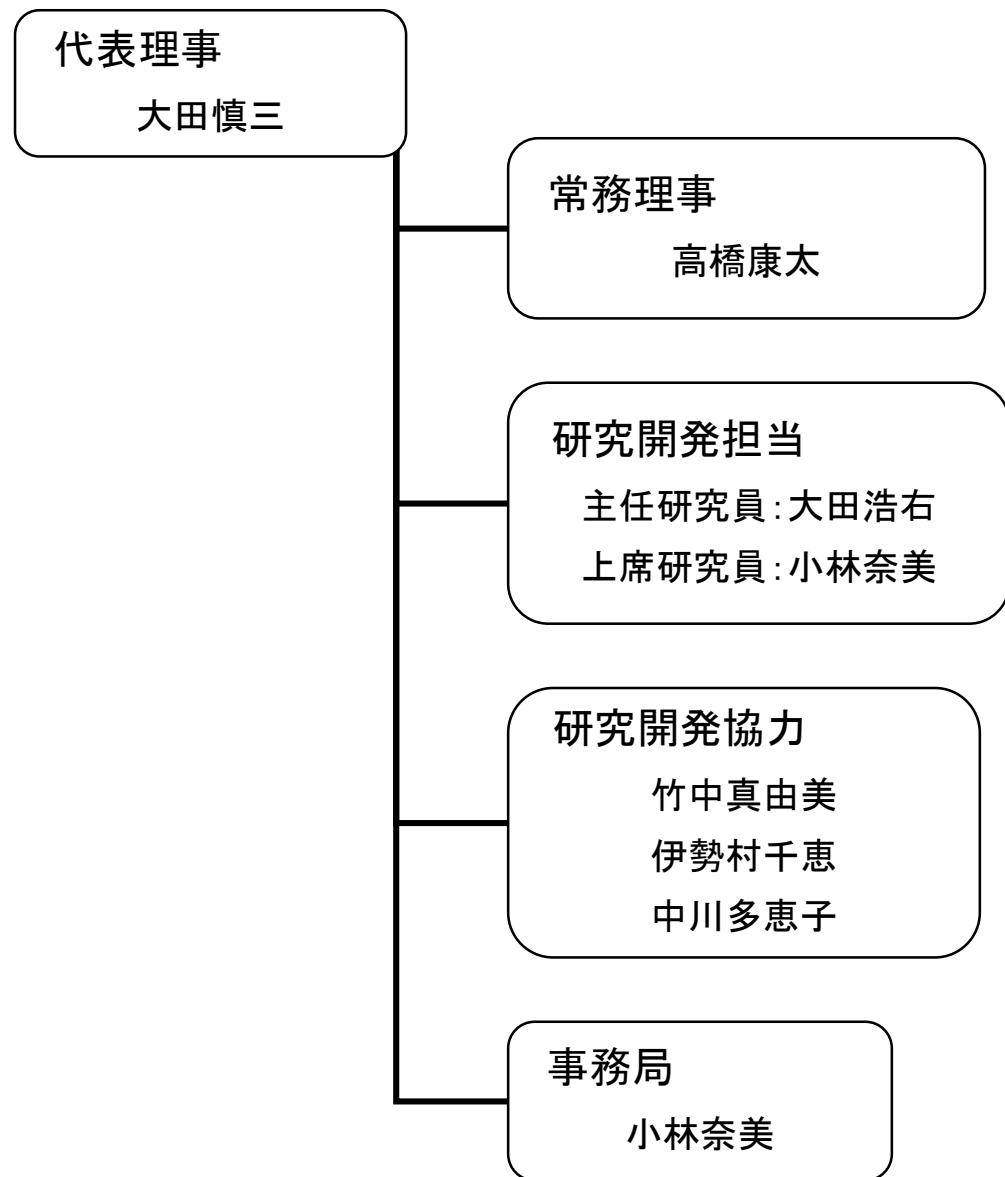 代表理事
大田慎三
常務理事
高橋康太
研究開発担当
主任研究員：大田浩右
上席研究員：小林奈美
研究開発協力
竹中真由美
伊勢村千恵
中川多恵子
事務局
小林奈美